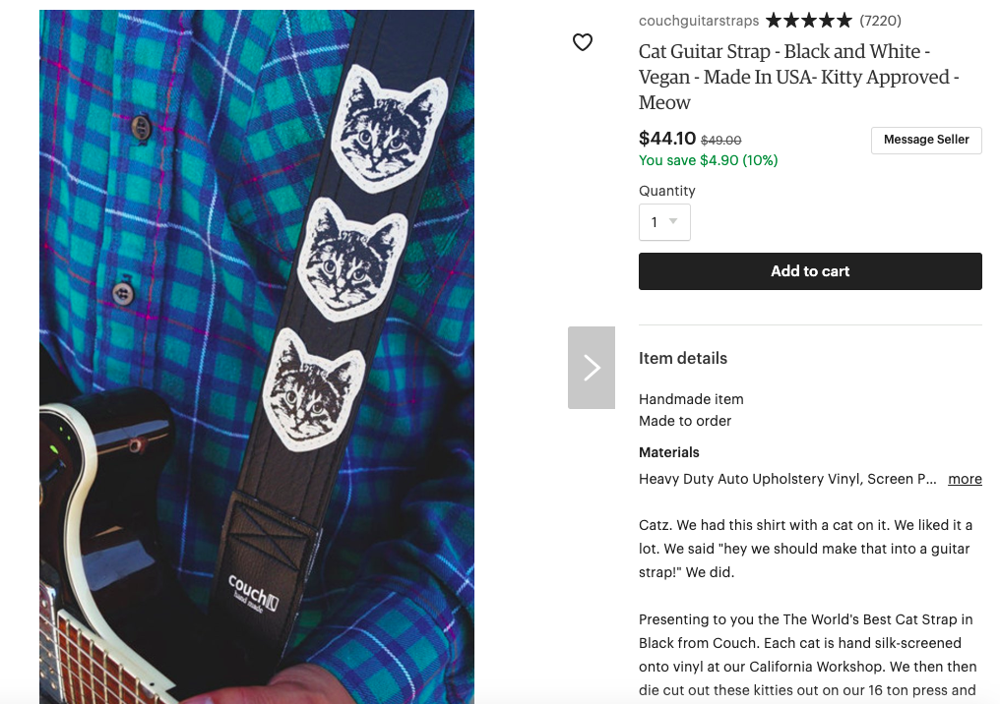 couchguitarstraps ★★★★★ (7220)
Cat Guitar Strap - Black and White -
Vegan - Made In USA- Kitty Approved -
Meow
$44.10 $49.00
Message Seller
You save $4.90 (10%)
Quantity
1
Add to cart
Item details
Handmade item
Made to order
Materials
Heavy Duty Auto Upholstery Vinyl, Screen P... more
Catz. We had this shirt with a cat on it. We liked it a
lot. We said "hey we should make that into a guitar
strap!" We did.
Presenting to you the The World's Best Cat Strap in
Black from Couch. Each cat is hand silk-screened
onto vinyl at our California Workshop. We then then
die cut out these kitties out on our 16 ton press and
couch
hand made